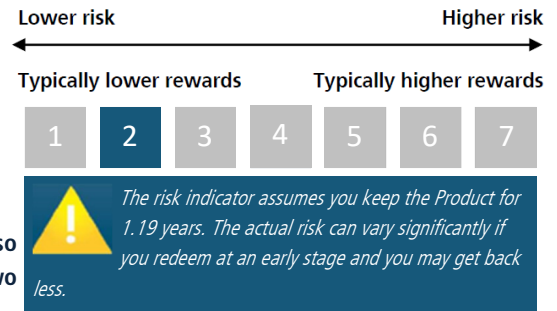 Lower risk Higher risk
Typically lower rewards Typically higher rewards
1 2 3 4 5 6 7
The risk indicator assumes you keep the Product for
1.19 years. The actual risk can vary significantly if
you redeem at an early stage and you may get back
less.